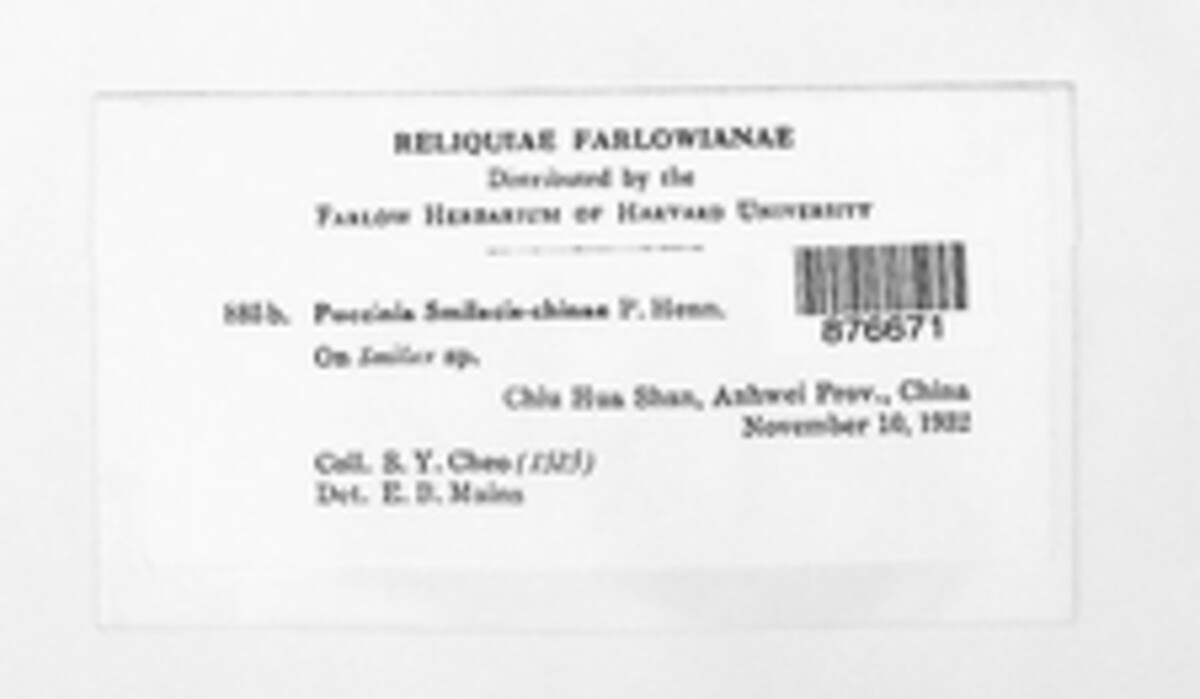 RELIQUIAE FARLOWIANAE
Distributed by the
FARLOW HERBARIUM OF HARVARD UNIVERSITY
876671
Puccinia Smilacis-chinae P. Henn.
On Smilax sp.
Chiu Hua Shan, Anhwei Prov., China
November 10, 1932
Coll. S. Y. Cheo
Det. E. B. Mains